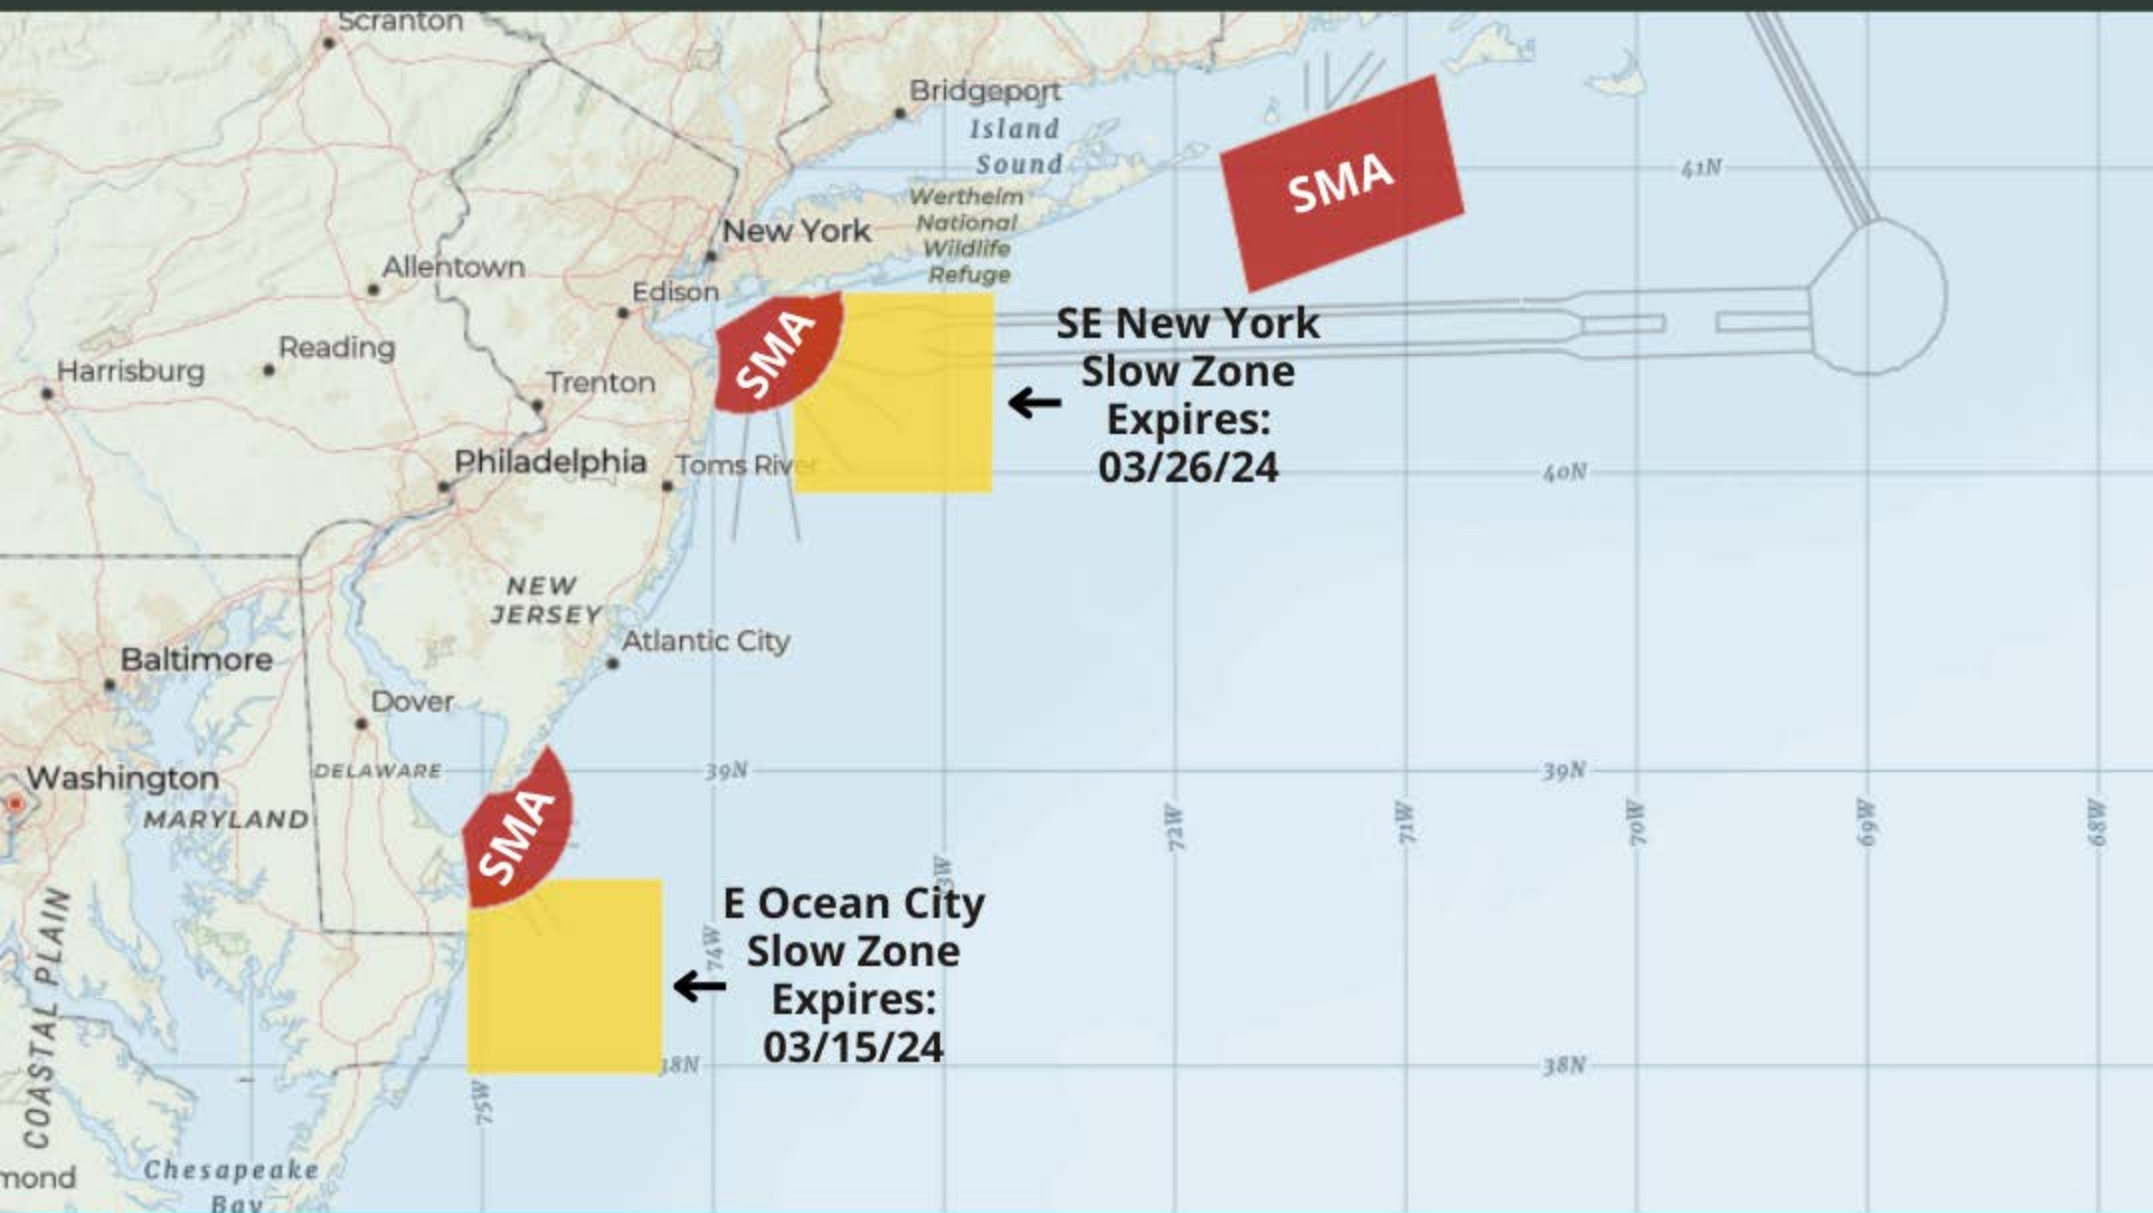 Scranton
Bridgeport
Island
Sound
41N
SMA
Wertheim
National
Wildlife
Refuge
New York
Allentown
Edison
SMA
SE New York
Slow Zone
Expires:
03/26/24
Reading
Harrisburg
Trenton
Philadelphia
Toms River
40N
NEW
JERSEY
Atlantic City
Baltimore
Dover
Washington
DELAWARE
39N
39N
MARYLAND
SMA
72W
71W
70W
69W
68W
73W
E Ocean City
Slow Zone
Expires:
03/15/24
74W
COASTAL PLAIN
38N
38N
75W
Chesapeake
Bay
mond